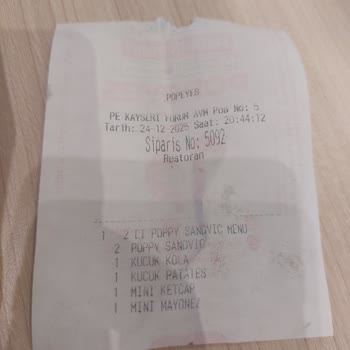 POPEYES
PE KAYSERI FORUM AVM Pos No: 5
Tarih: 24-12-2025 Saat: 20:44:12
Siparis No: 5092
Restoran
1 2 Lİ POPPY SANDVIC MENU
2 POPPY SANDVIC
1 KUCUK KOLA
1 KUCUK PATATES
1 MINI KETCAP
1 MINI MAYONEZ